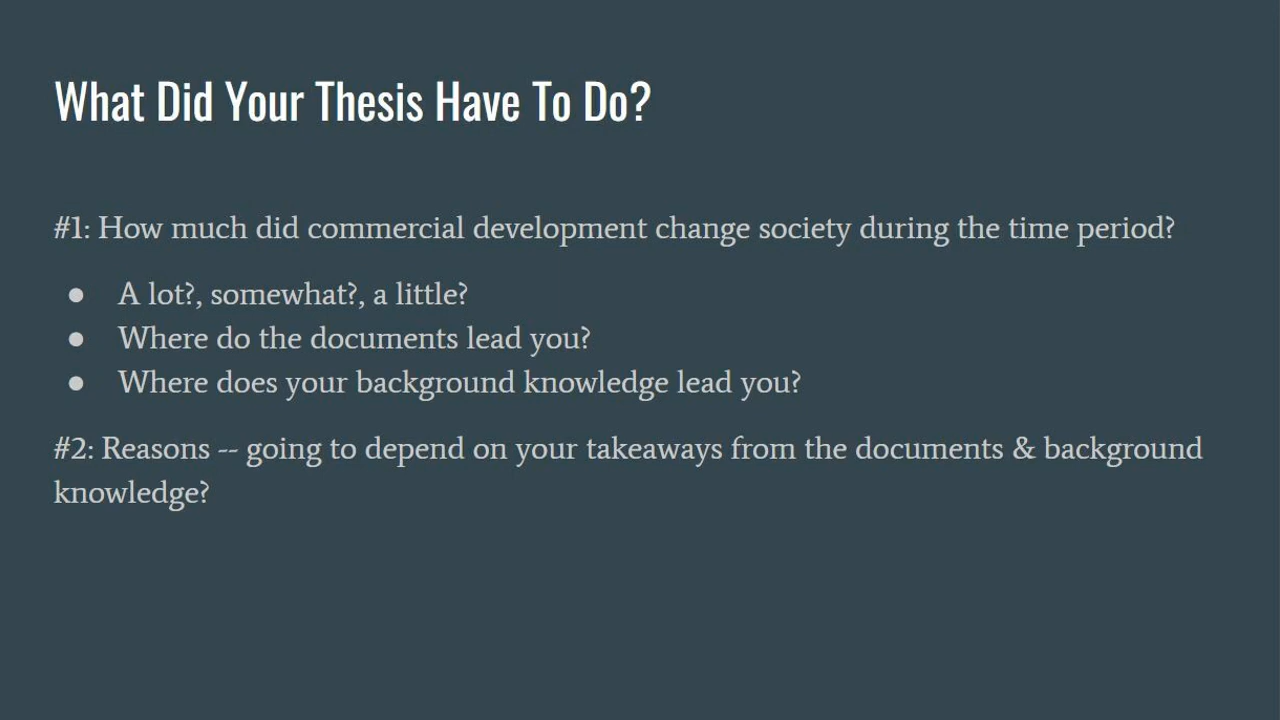 What Did Your Thesis Have To Do?
#1: How much did commercial development change society during the time period?
● A lot?, somewhat?, a little?
● Where do the documents lead you?
● Where does your background knowledge lead you?
#2: Reasons -- going to depend on your takeaways from the documents & background
knowledge?